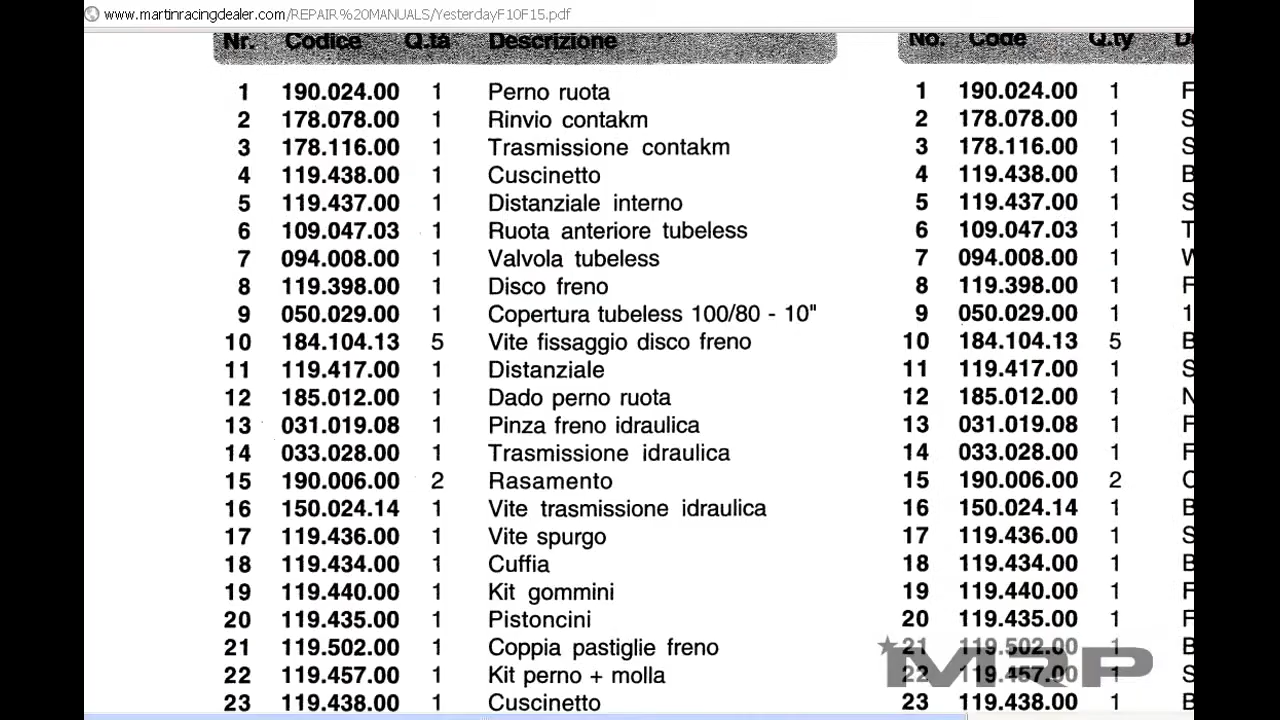 www.martinracingdealer.com/REPAIR%20MANUALS/YesterdayF10F15.pdf
Nr. Codice Q.tà Descrizione No. Code Q.ty
1 190.024.00 1 Perno ruota 1 190.024.00 1 F
2 178.078.00 1 Rinvio contakm 2 178.078.00 1 S
3 178.116.00 1 Trasmissione contakm 3 178.116.00 1 S
4 119.438.00 1 Cuscinetto 4 119.438.00 1 B
5 119.437.00 1 Distanziale interno 5 119.437.00 1 S
6 109.047.03 1 Ruota anteriore tubeless 6 109.047.03 1 T
7 094.008.00 1 Valvola tubeless 7 094.008.00 1 W
8 119.398.00 1 Disco freno 8 119.398.00 1 F
9 050.029.00 1 Copertura tubeless 100/80 - 10" 9 050.029.00 1 1
10 184.104.13 5 Vite fissaggio disco freno 10 184.104.13 5 B
11 119.417.00 1 Distanziale 11 119.417.00 1 S
12 185.012.00 1 Dado perno ruota 12 185.012.00 1 N
13 031.019.08 1 Pinza freno idraulica 13 031.019.08 1 F
14 033.028.00 1 Trasmissione idraulica 14 033.028.00 1 F
15 190.006.00 2 Rasamento 15 190.006.00 2 C
16 150.024.14 1 Vite trasmissione idraulica 16 150.024.14 1 B
17 119.436.00 1 Vite spurgo 17 119.436.00 1 S
18 119.434.00 1 Cuffia 18 119.434.00 1 B
19 119.440.00 1 Kit gommini 19 119.440.00 1 F
20 119.435.00 1 Pistoncini 20 119.435.00 1 F
21 119.502.00 1 Coppia pastiglie freno 21 119.502.00 1 B
22 119.457.00 1 Kit perno + molla 22 119.457.00 1 S
23 119.438.00 1 Cuscinetto 23 119.438.00 1 B
MRP